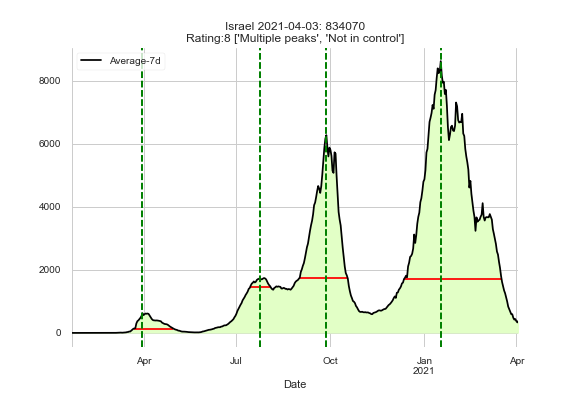 Israel 2021-04-03: 834070
Rating:8 ['Multiple peaks', 'Not in control']
Average-7d
8000
6000
4000
2000
0
Apr
Jul
Oct
Jan
2021
Apr
Date